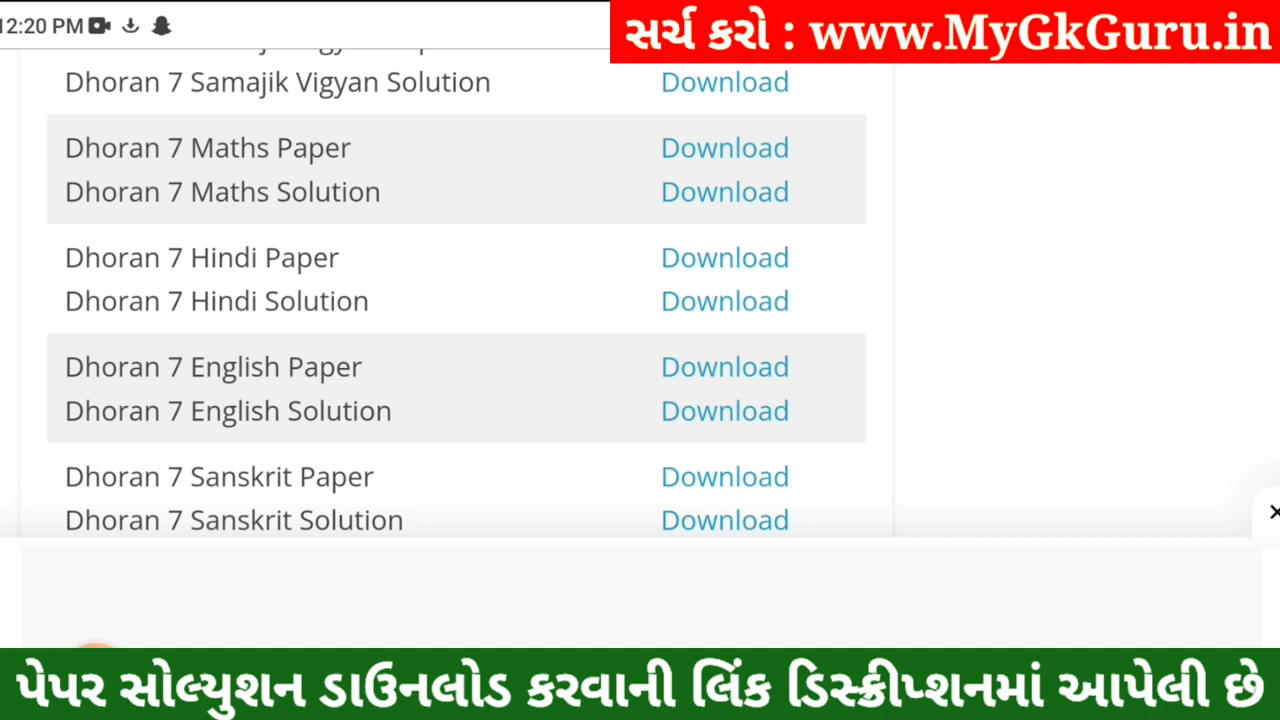 12:20 PM
સર્ચ કરો : www.MyGkGuru.in
Dhoran 7 Samajik Vigyan Solution Download
Dhoran 7 Maths Paper Download
Dhoran 7 Maths Solution Download
Dhoran 7 Hindi Paper Download
Dhoran 7 Hindi Solution Download
Dhoran 7 English Paper Download
Dhoran 7 English Solution Download
Dhoran 7 Sanskrit Paper Download
Dhoran 7 Sanskrit Solution Download
પેપર સોલ્યુશન ડાઉનલોડ કરવાની લિંક ડિસ્ક્રીપ્શનમાં આપેલી છે